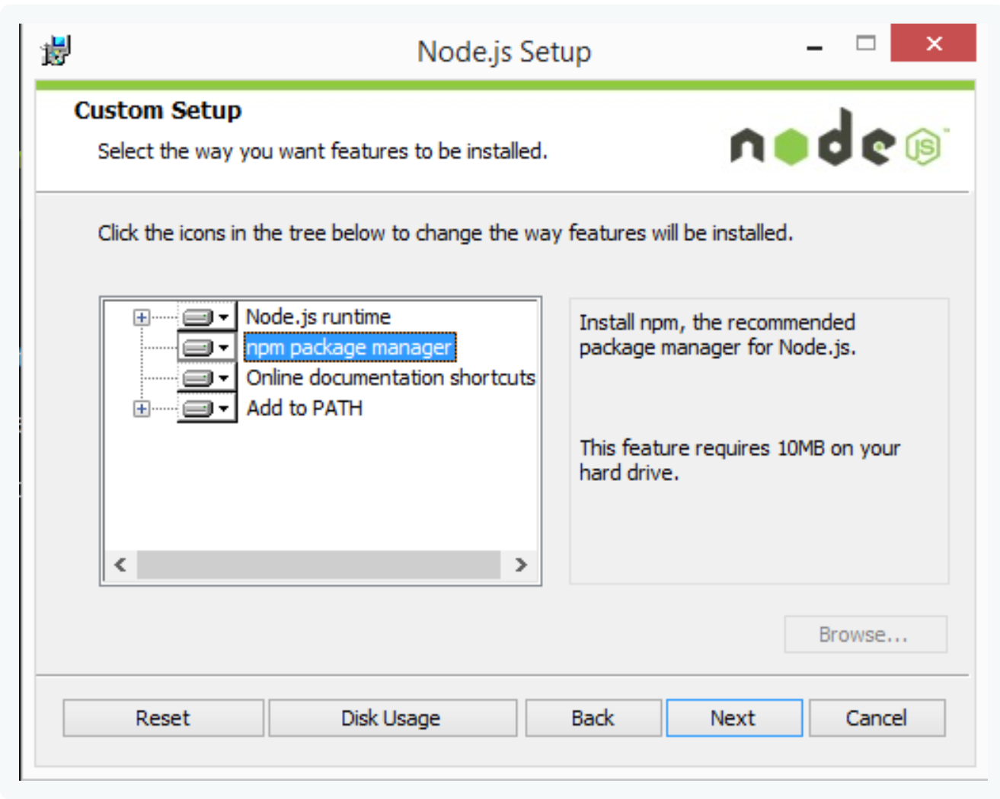 Node.js Setup
Custom Setup
Select the way you want features to be installed.
node JS™
Click the icons in the tree below to change the way features will be installed.
Node.js runtime
npm package manager
Online documentation shortcuts
Add to PATH
Install npm, the recommended
package manager for Node.js.
This feature requires 10MB on your
hard drive.
Browse...
Reset
Disk Usage
Back
Next
Cancel